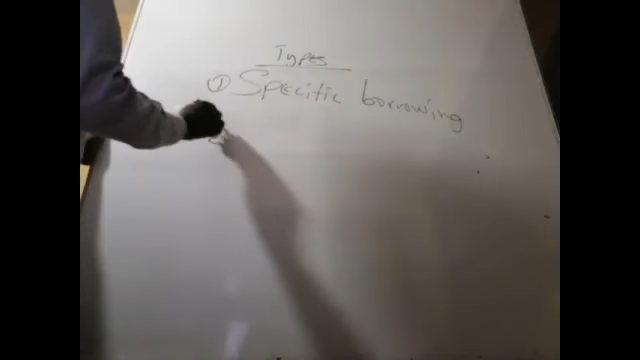 Types
① Specific borrowing